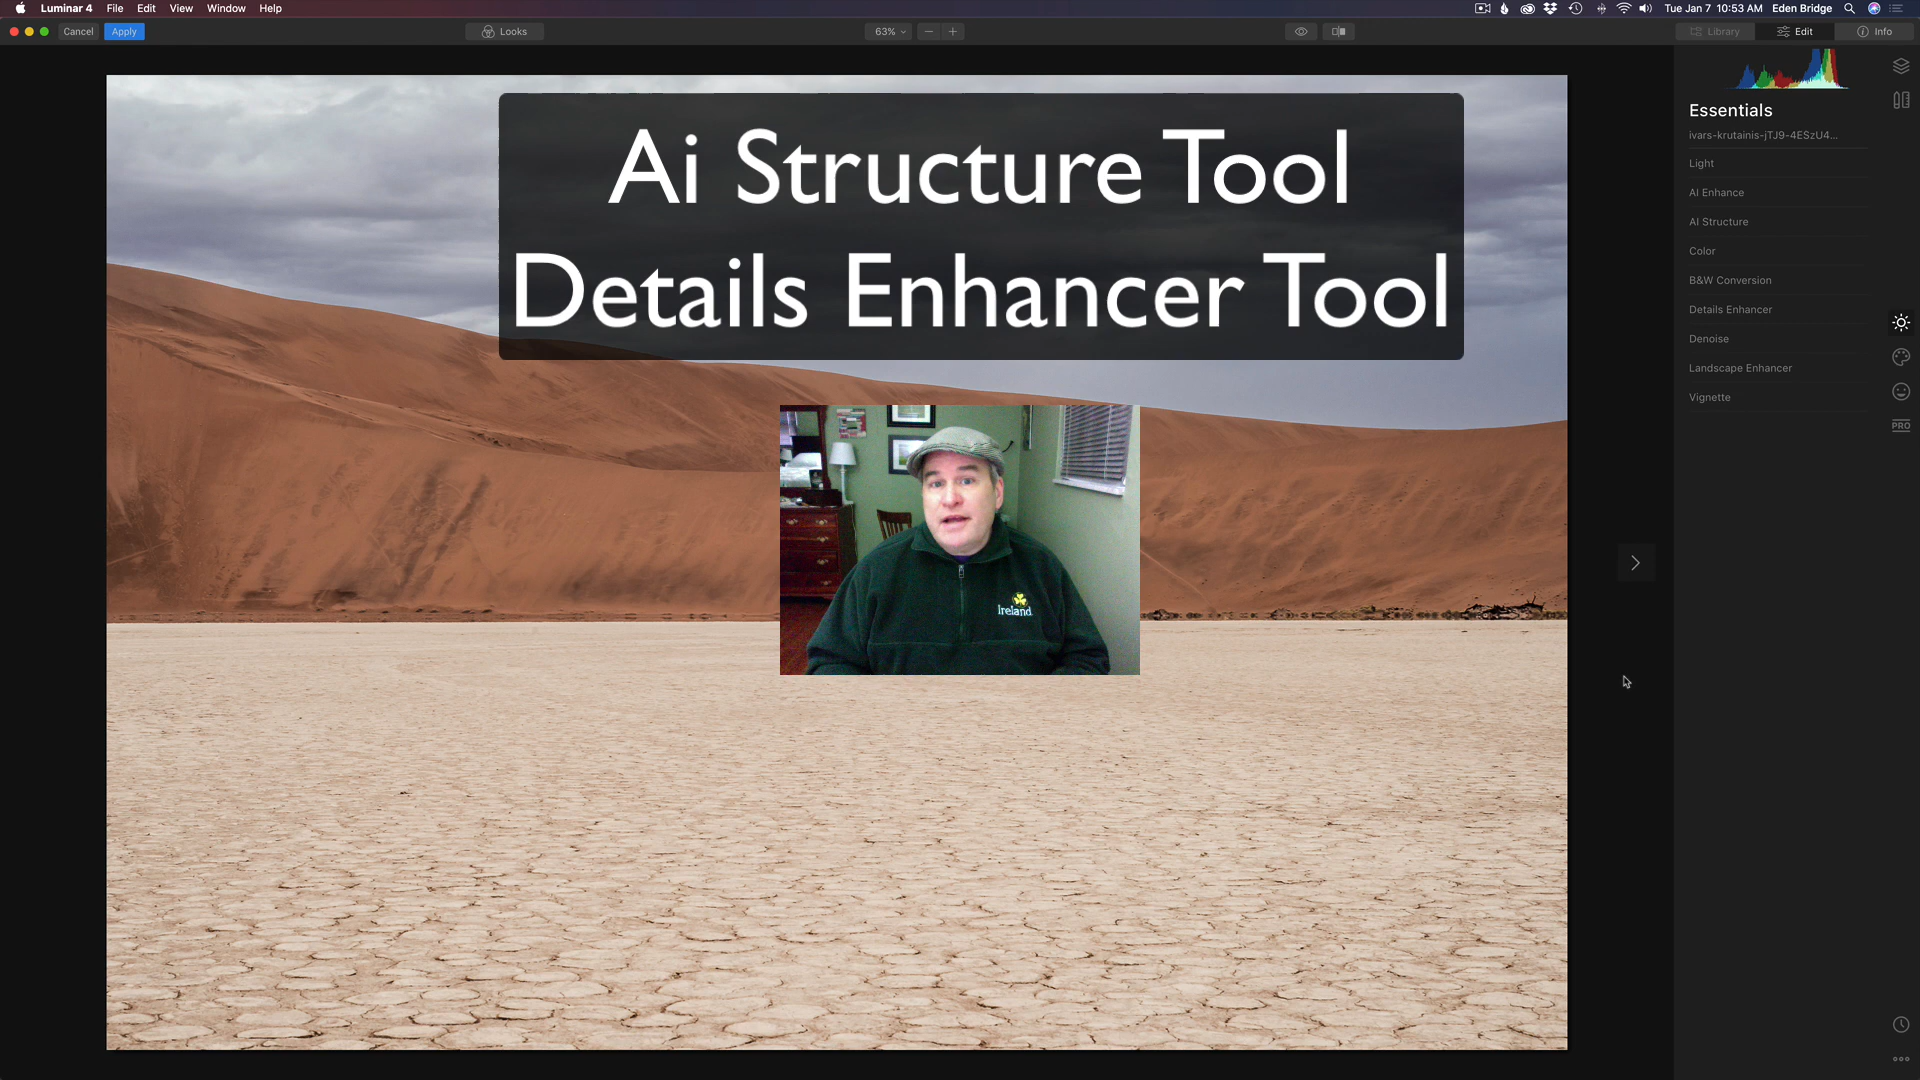 Luminar 4 File Edit View Window Help Tue Jan 7 10:53 AM Eden Bridge
Cancel Apply Looks 63% Library Edit Info
Ai Structure Tool
Details Enhancer Tool
Ireland
Essentials
ivars-krutainis-jTJ9-4ESzU4...
Light
AI Enhance
AI Structure
Color
B&W Conversion
Details Enhancer
Denoise
Landscape Enhancer
Vignette
PRO